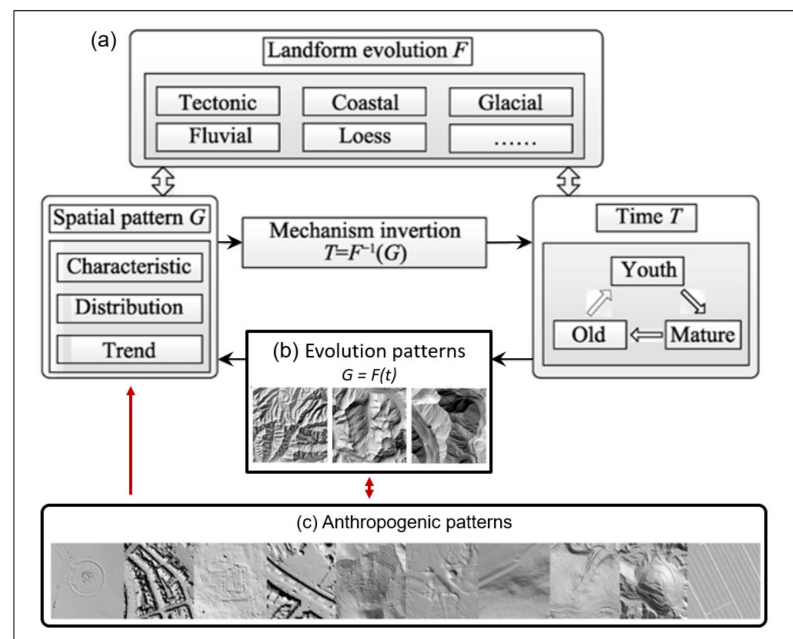 (a)
Landform evolution F
Tectonic Coastal Glacial
Fluvial Loess ......
Spatial pattern G
Characteristic
Distribution
Trend
Mechanism invertion
T=F⁻¹(G)
Time T
Youth
Old Mature
(b) Evolution patterns
G = F(t)
(c) Anthropogenic patterns